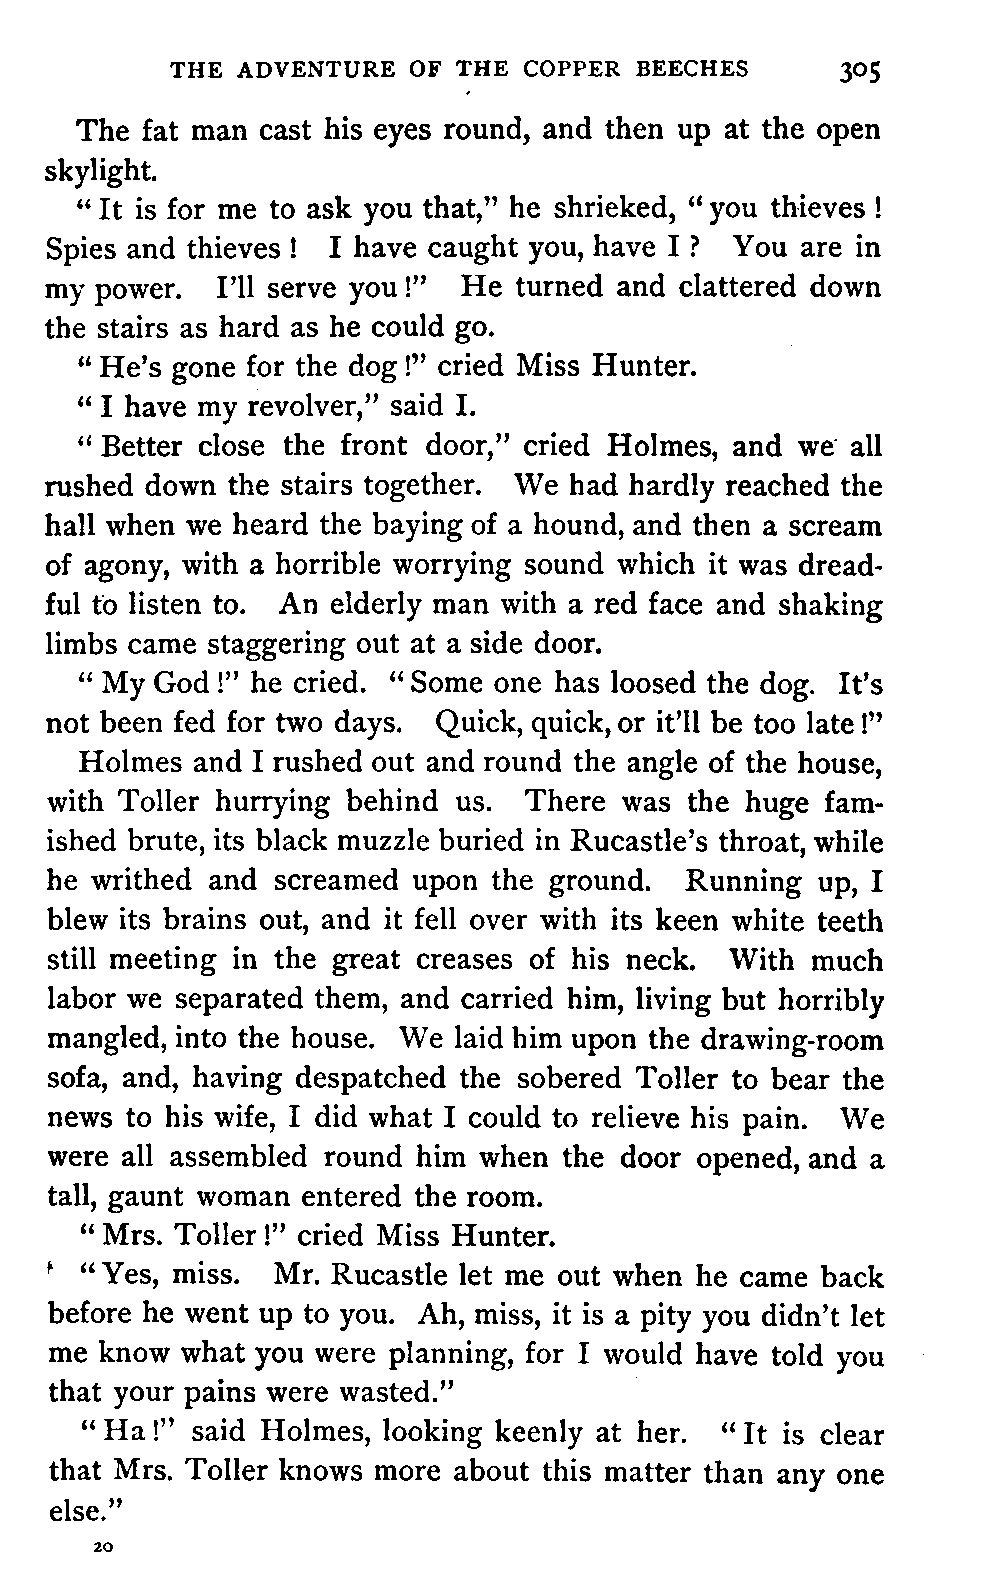 THE ADVENTURE OF THE COPPER BEECHES 305
The fat man cast his eyes round, and then up at the open
skylight.
"It is for me to ask you that," he shrieked, "you thieves!
Spies and thieves! I have caught you, have I? You are in
my power. I'll serve you!" He turned and clattered down
the stairs as hard as he could go.
"He's gone for the dog!" cried Miss Hunter.
"I have my revolver," said I.
"Better close the front door," cried Holmes, and we all
rushed down the stairs together. We had hardly reached the
hall when we heard the baying of a hound, and then a scream
of agony, with a horrible worrying sound which it was dread-
ful to listen to. An elderly man with a red face and shaking
limbs came staggering out at a side door.
"My God!" he cried. "Some one has loosed the dog. It's
not been fed for two days. Quick, quick, or it'll be too late!"
Holmes and I rushed out and round the angle of the house,
with Toller hurrying behind us. There was the huge fam-
ished brute, its black muzzle buried in Rucastle's throat, while
he writhed and screamed upon the ground. Running up, I
blew its brains out, and it fell over with its keen white teeth
still meeting in the great creases of his neck. With much
labor we separated them, and carried him, living but horribly
mangled, into the house. We laid him upon the drawing-room
sofa, and, having despatched the sobered Toller to bear the
news to his wife, I did what I could to relieve his pain. We
were all assembled round him when the door opened, and a
tall, gaunt woman entered the room.
"Mrs. Toller!" cried Miss Hunter.
"Yes, miss. Mr. Rucastle let me out when he came back
before he went up to you. Ah, miss, it is a pity you didn't let
me know what you were planning, for I would have told you
that your pains were wasted."
"Ha!" said Holmes, looking keenly at her. "It is clear
that Mrs. Toller knows more about this matter than any one
else."
20